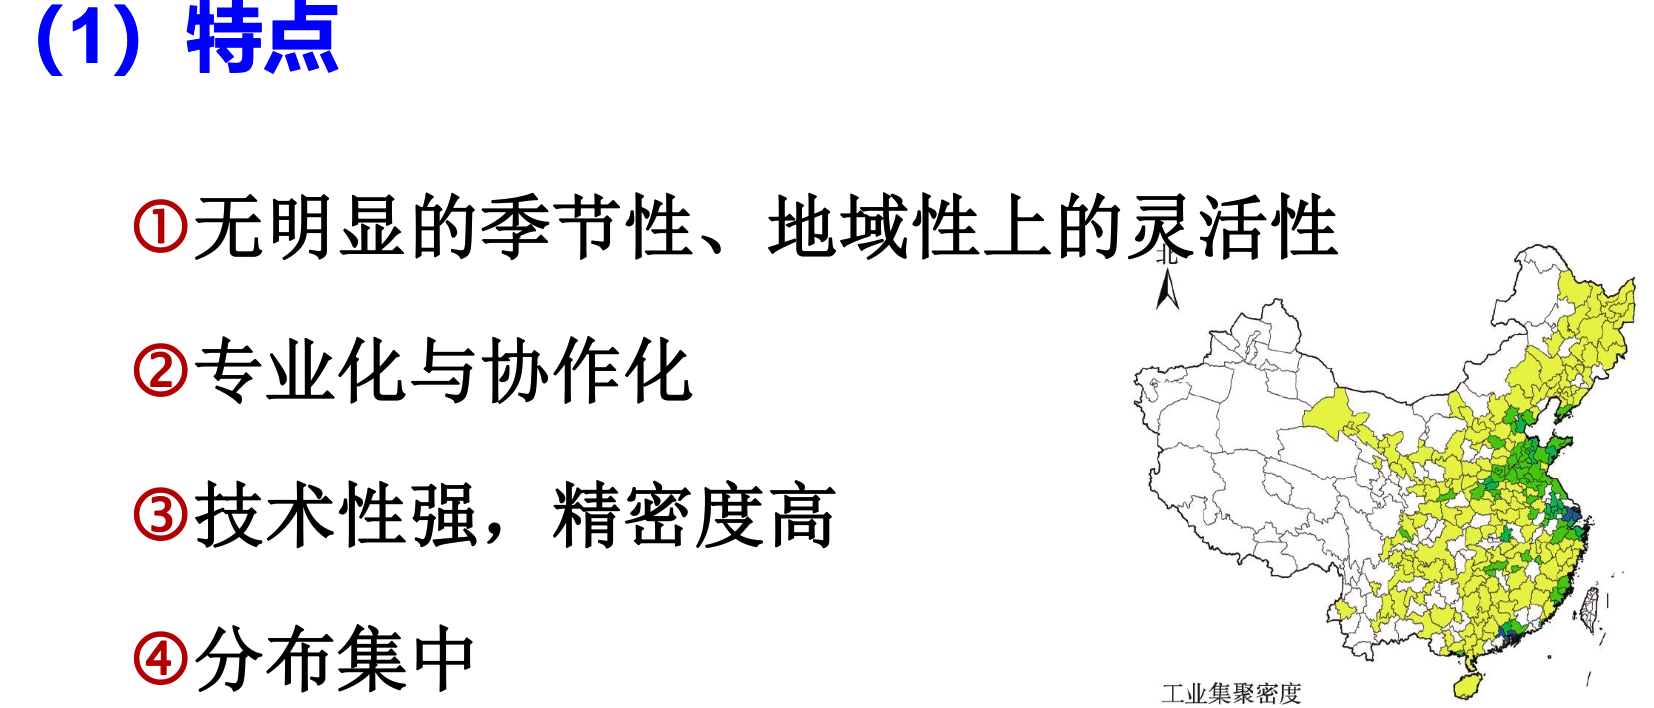 (1) 特点
①无明显的季节性、地域性上的灵活性
北
②专业化与协作化
③技术性强，精密度高
④分布集中
工业集聚密度